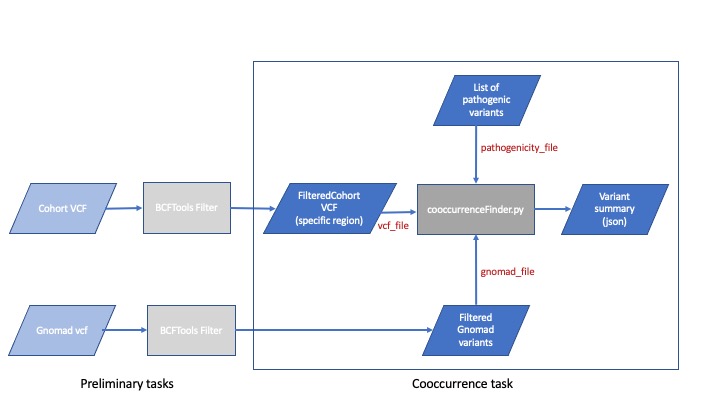 List of
pathogenic
variants
pathogenicity_file
Cohort VCF
BCFTools Filter
FilteredCohort
VCF
(specific region)
vcf_file
cooccurrenceFinder.py
Variant
summary
(json)
gnomad_file
Gnomad vcf
BCFTools Filter
Filtered
Gnomad
variants
Preliminary tasks
Cooccurrence task